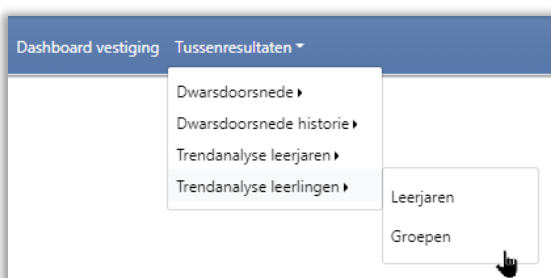 Dashboard vestiging Tussenresultaten
Dwarsdoorsnede
Dwarsdoorsnede historie
Trendanalyse leerjaren
Trendanalyse leerlingen
Leerjaren
Groepen